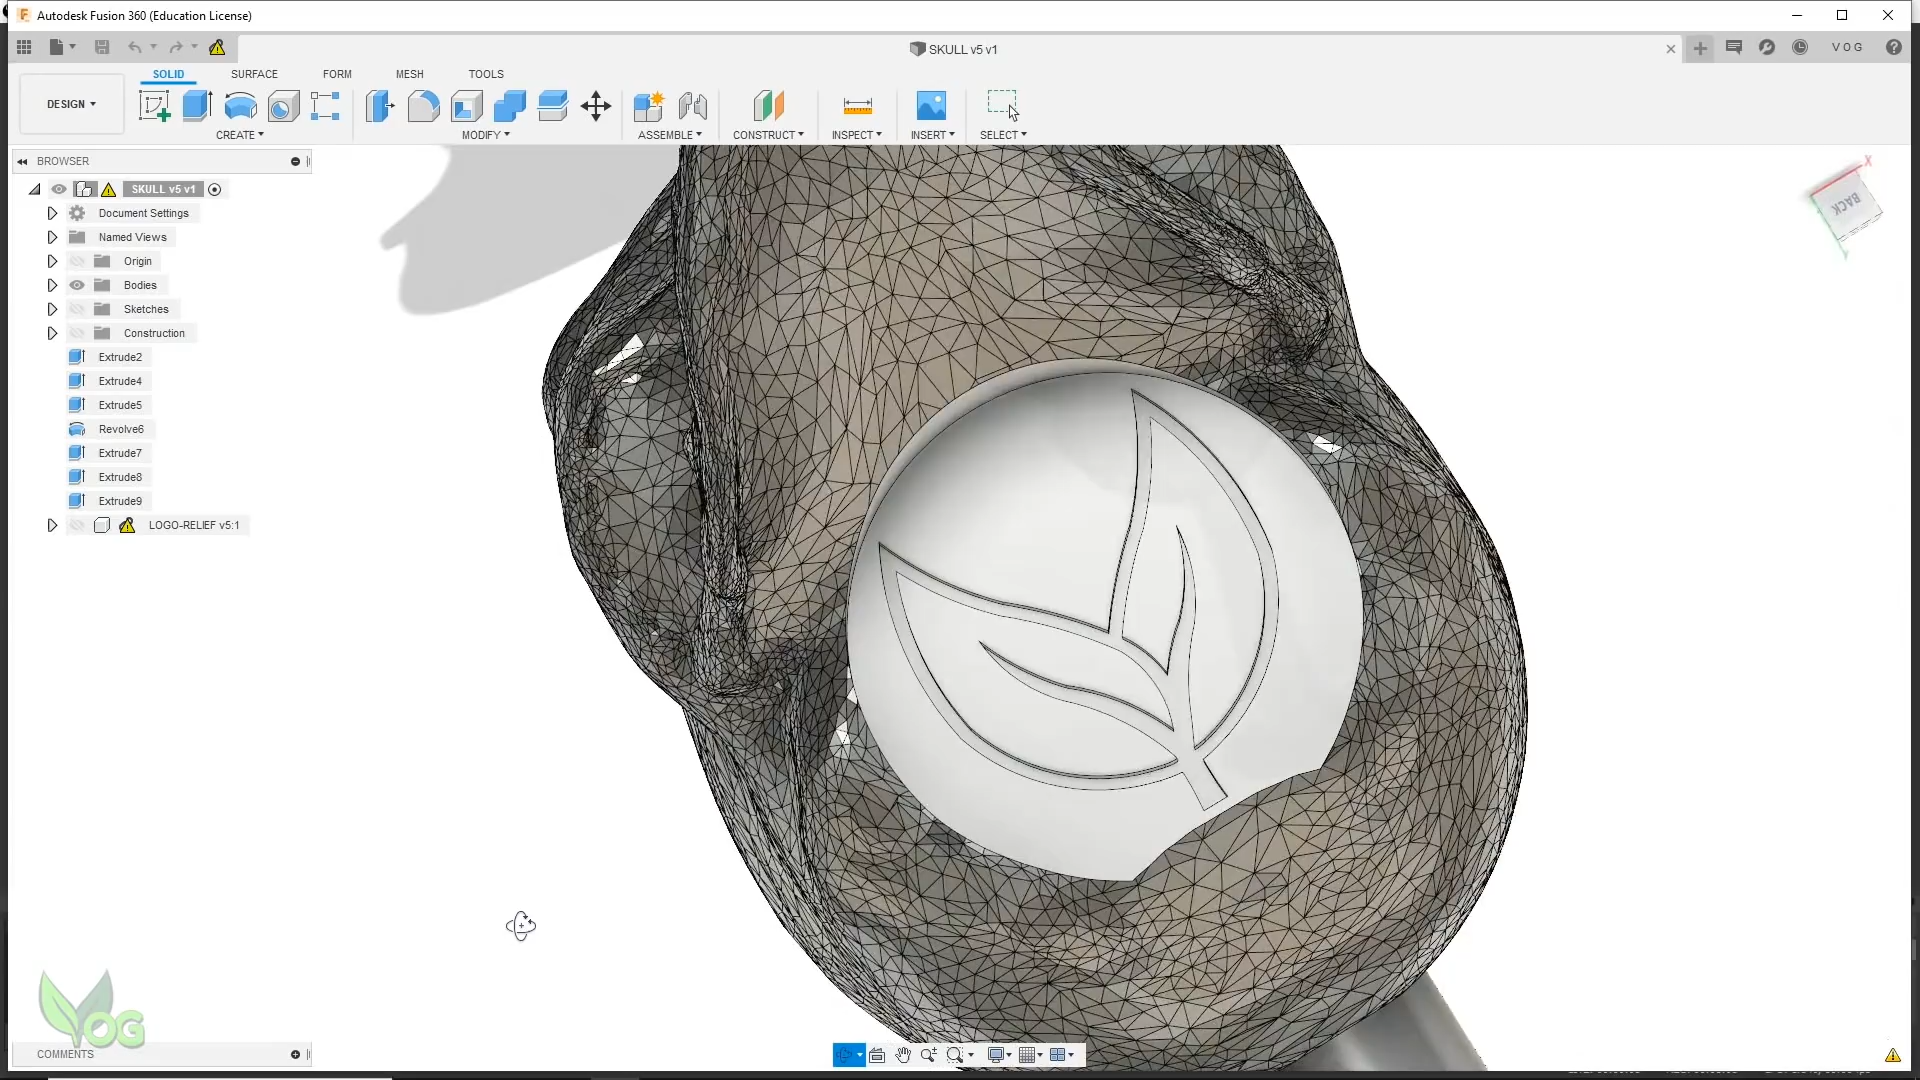 Autodesk Fusion 360 (Education License)
SKULL v5 v1
VOG
DESIGN
SOLID
SURFACE
FORM
MESH
TOOLS
CREATE
MODIFY
ASSEMBLE
CONSTRUCT
INSPECT
INSERT
SELECT
BROWSER
SKULL v5 v1
Document Settings
Named Views
Origin
Bodies
Sketches
Construction
Extrude2
Extrude4
Extrude5
Revolve6
Extrude7
Extrude8
Extrude9
LOGO-RELIEF v5:1
X
BACK
VOG
COMMENTS